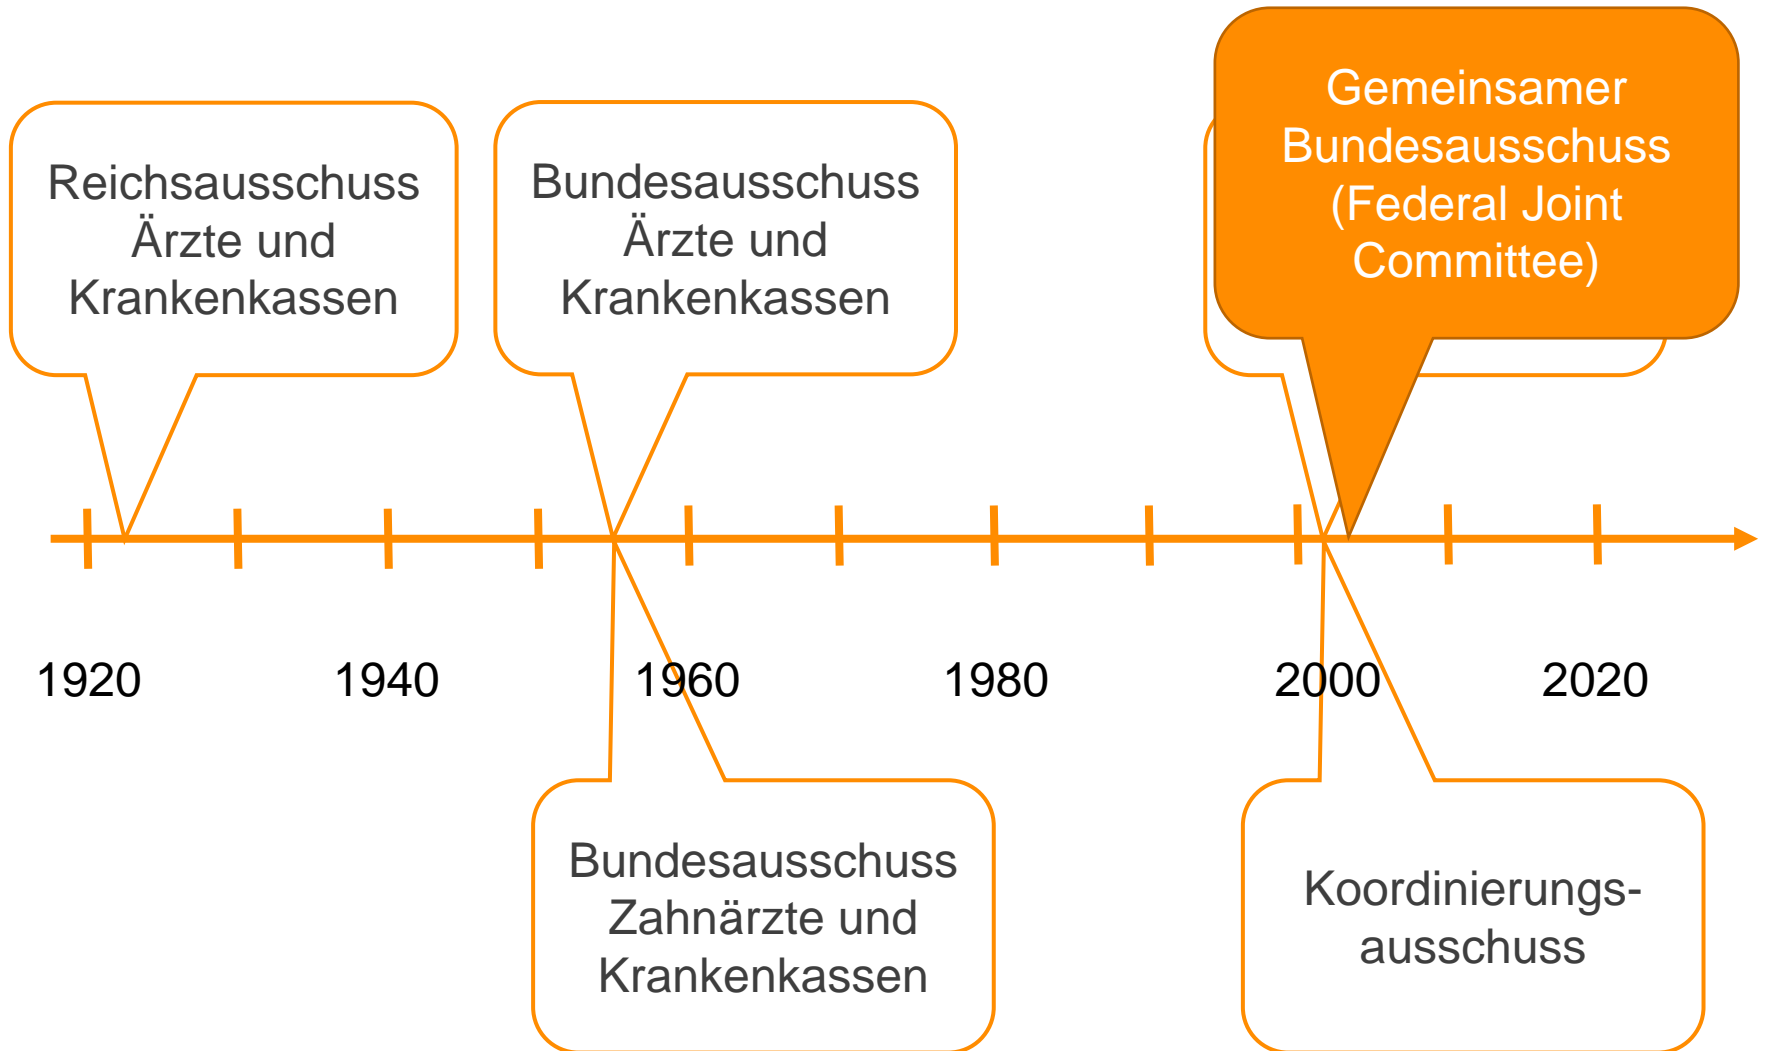 Reichsausschuss
Ärzte und
Krankenkassen
Bundesausschuss
Ärzte und
Krankenkassen
Gemeinsamer
Bundesausschuss
(Federal Joint
Committee)
1920
1940
1960
1980
2000
2020
Bundesausschuss
Zahnärzte und
Krankenkassen
Koordinierungs-
ausschuss